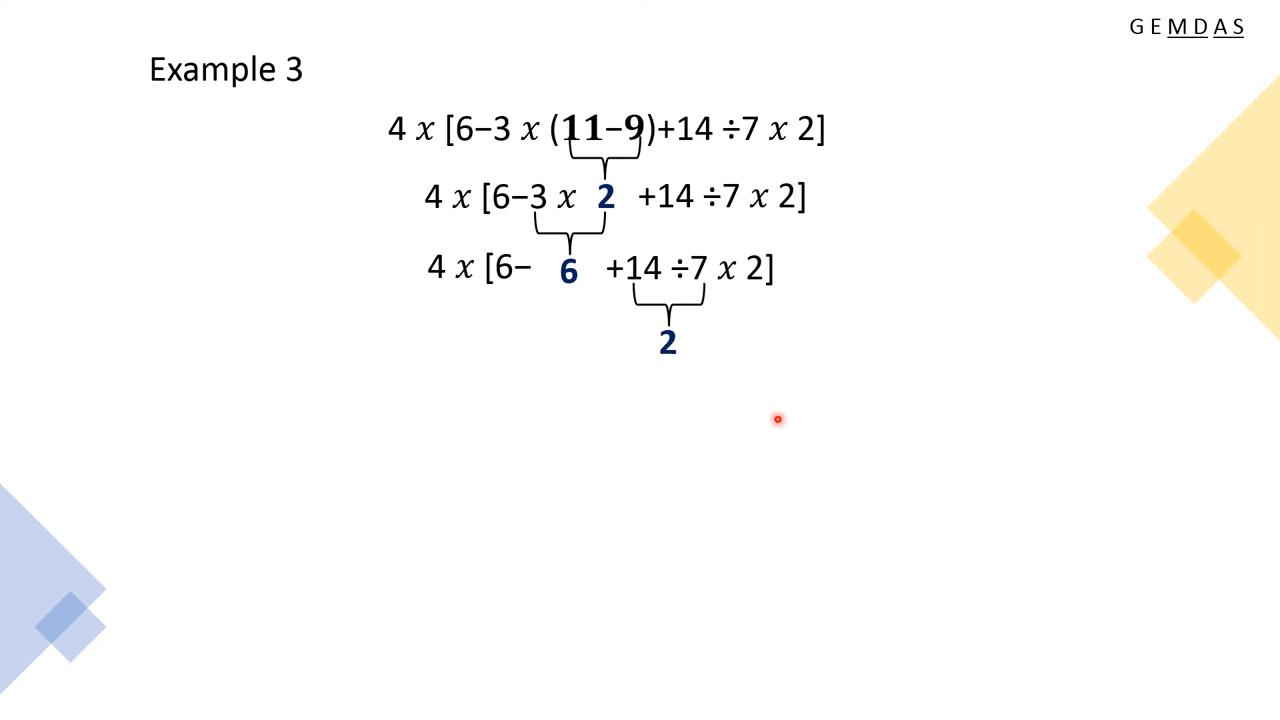 G E M D A S
Example 3
4 x [6−3 x (11−9)+14 ÷7 x 2]
4 x [6−3 x 2 +14 ÷7 x 2]
4 x [6− 6 +14 ÷7 x 2]
2